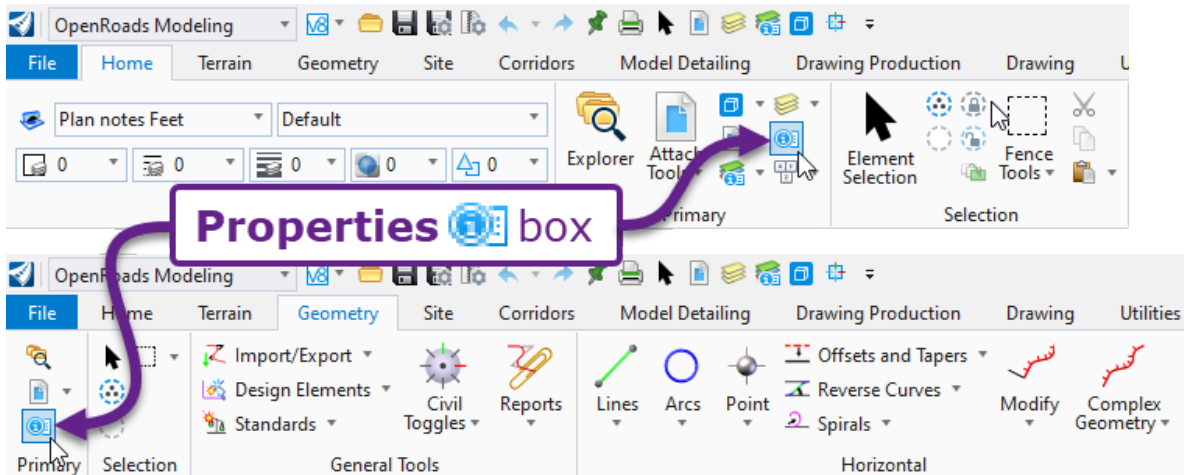 OpenRoads Modeling V8
File Home Terrain Geometry Site Corridors Model Detailing Drawing Production Drawing
Plan notes Feet Default
0 0 0 0 0
Explorer
Attach
Tools
Element
Selection
Fence
Tools
Primary Selection
Properties box
OpenRoads Modeling V8
File Home Terrain Geometry Site Corridors Model Detailing Drawing Production Drawing Utilities
Import/Export
Design Elements
Standards
Civil
Toggles
Reports
Lines
Arcs
Point
Offsets and Tapers
Reverse Curves
Spirals
Modify
Complex
Geometry
Primary Selection General Tools Horizontal